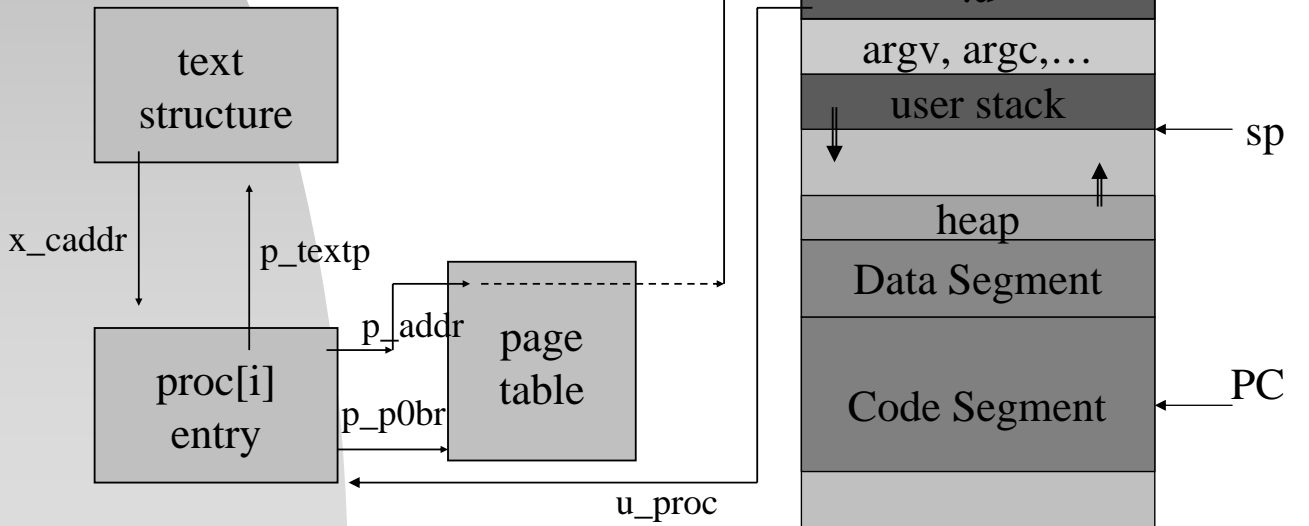 text
structure
x_caddr
p_textp
p_addr
proc[i]
entry
p_p0br
page
table
u_proc
argv, argc,…
user stack
sp
heap
Data Segment
Code Segment
PC